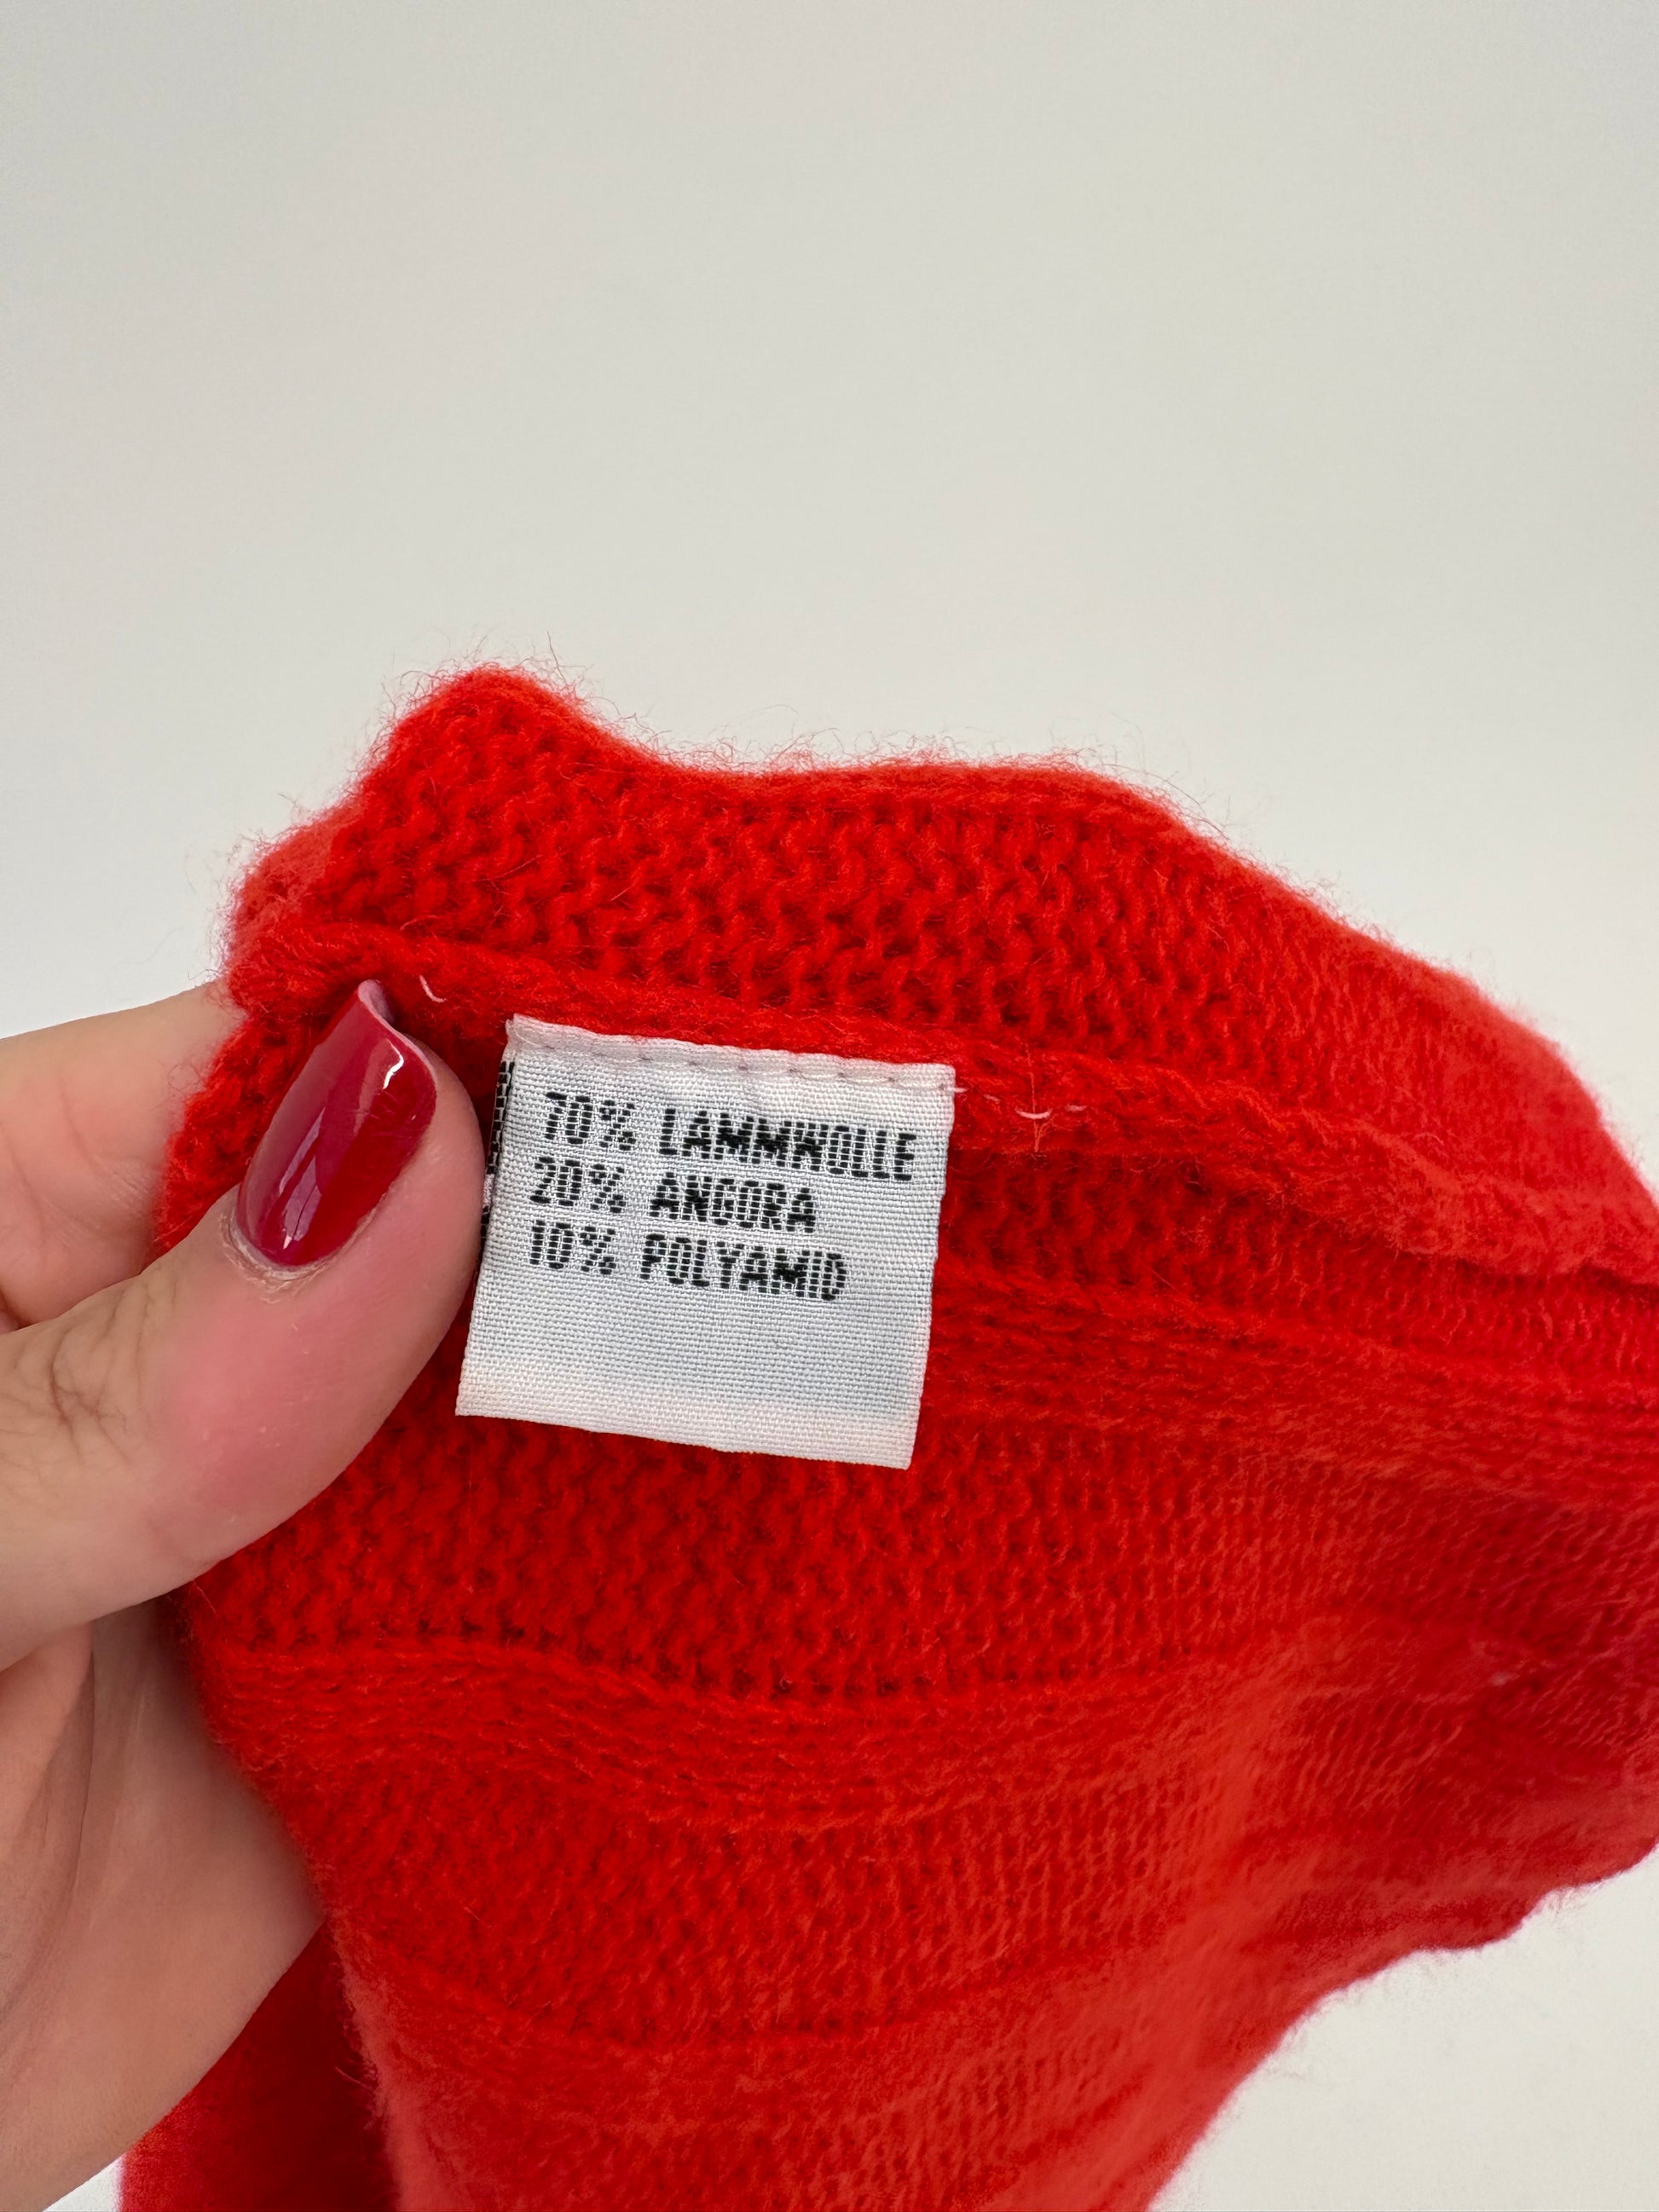 70% LAMMWOLLE
20% ANGORA
10% POLYAMID